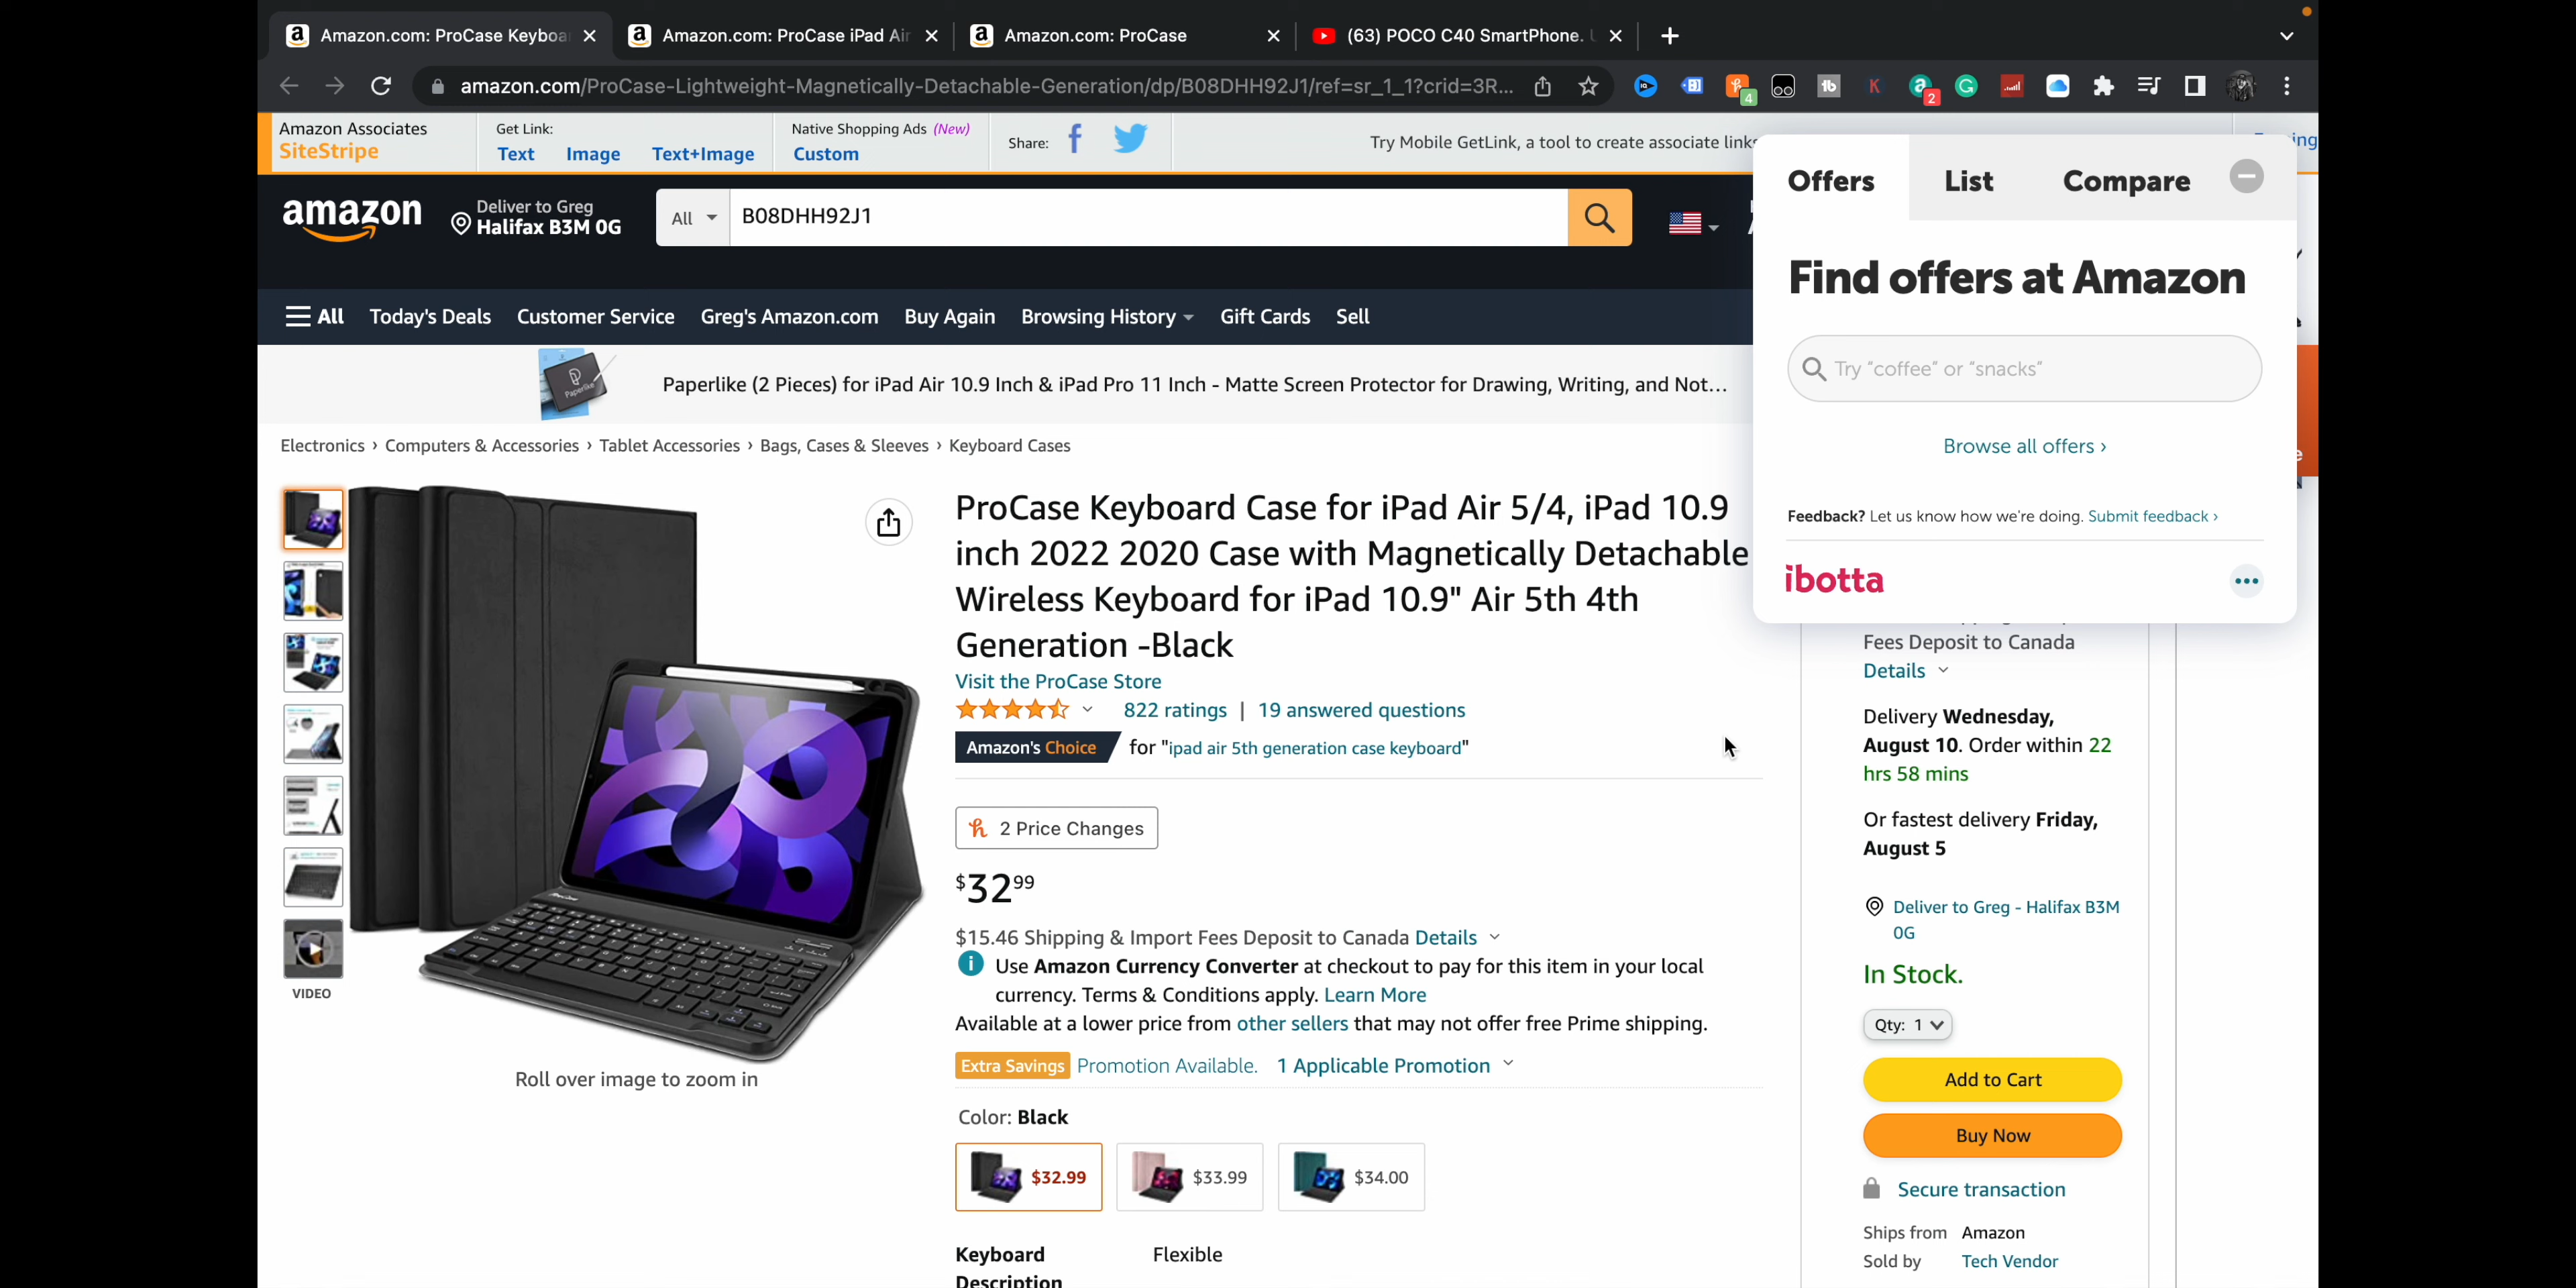 Amazon.com: ProCase Keyboa
Amazon.com: ProCase iPad Air
Amazon.com: ProCase
(63) POCO C40 SmartPhone. U
amazon.com/ProCase-Lightweight-Magnetically-Detachable-Generation/dp/B08DHH92J1/ref=sr_1_1?crid=3R...
4
2
Amazon Associates
SiteStripe
Get Link:
Text Image Text+Image
Native Shopping Ads (New)
Custom
Share:
Try Mobile GetLink, a tool to create associate links
amazon
Deliver to Greg
Halifax B3M 0G
All
B08DHH92J1
All Today's Deals Customer Service Greg's Amazon.com Buy Again Browsing History Gift Cards Sell
Paperlike (2 Pieces) for iPad Air 10.9 Inch & iPad Pro 11 Inch - Matte Screen Protector for Drawing, Writing, and Not...
Electronics › Computers & Accessories › Tablet Accessories › Bags, Cases & Sleeves › Keyboard Cases
VIDEO
Roll over image to zoom in
ProCase Keyboard Case for iPad Air 5/4, iPad 10.9
inch 2022 2020 Case with Magnetically Detachable
Wireless Keyboard for iPad 10.9" Air 5th 4th
Generation -Black
Visit the ProCase Store
822 ratings | 19 answered questions
Amazon's Choice for "ipad air 5th generation case keyboard"
2 Price Changes
$32 99
$15.46 Shipping & Import Fees Deposit to Canada Details
Use Amazon Currency Converter at checkout to pay for this item in your local
currency. Terms & Conditions apply. Learn More
Available at a lower price from other sellers that may not offer free Prime shipping.
Extra Savings Promotion Available. 1 Applicable Promotion
Color: Black
$32.99 $33.99 $34.00
Keyboard Flexible
Description
Offers List Compare
Find offers at Amazon
Try "coffee" or "snacks"
Browse all offers ›
Feedback? Let us know how we're doing. Submit feedback ›
ibotta
Fees Deposit to Canada
Details
Delivery Wednesday,
August 10. Order within 22
hrs 58 mins
Or fastest delivery Friday,
August 5
Deliver to Greg - Halifax B3M
0G
In Stock.
Qty: 1
Add to Cart
Buy Now
Secure transaction
Ships from Amazon
Sold by Tech Vendor